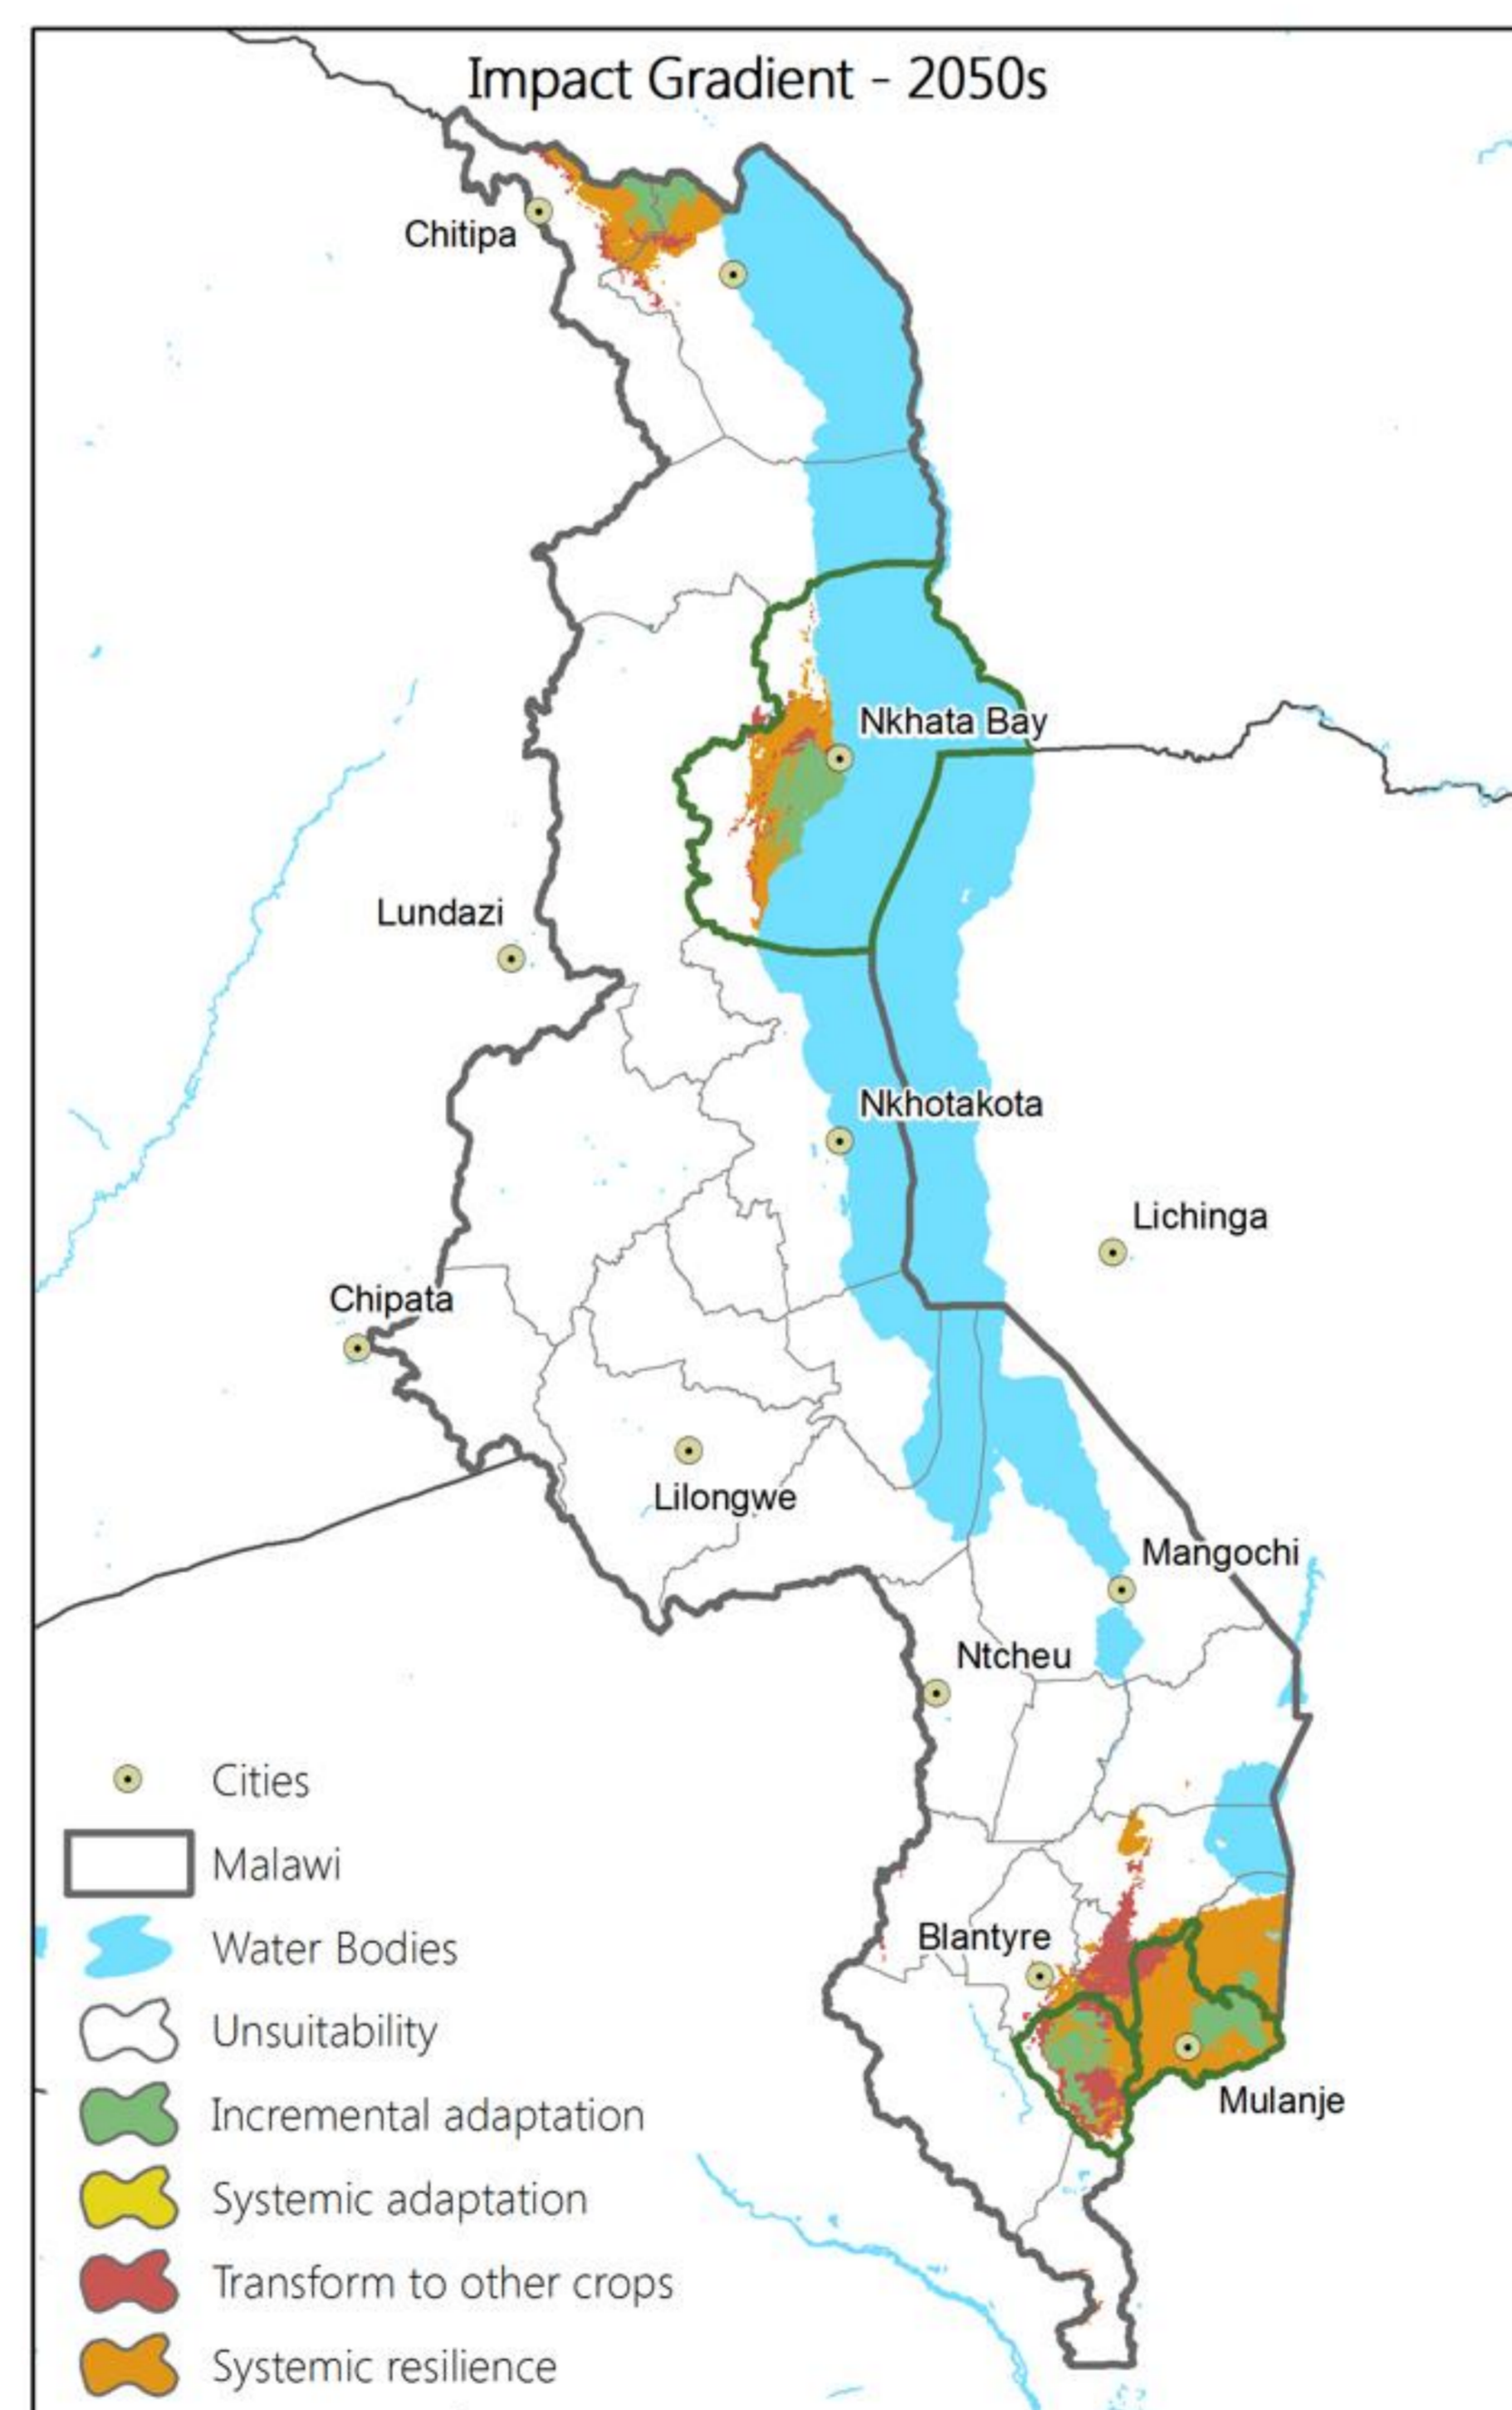 Impact Gradient - 2050s
Chitipa
Nkhata Bay
Lundazi
Nkhotakota
Lichinga
Chipata
Lilongwe
Mangochi
Ntcheu
Blantyre
Mulanje
Cities
Malawi
Water Bodies
Unsuitability
Incremental adaptation
Systemic adaptation
Transform to other crops
Systemic resilience